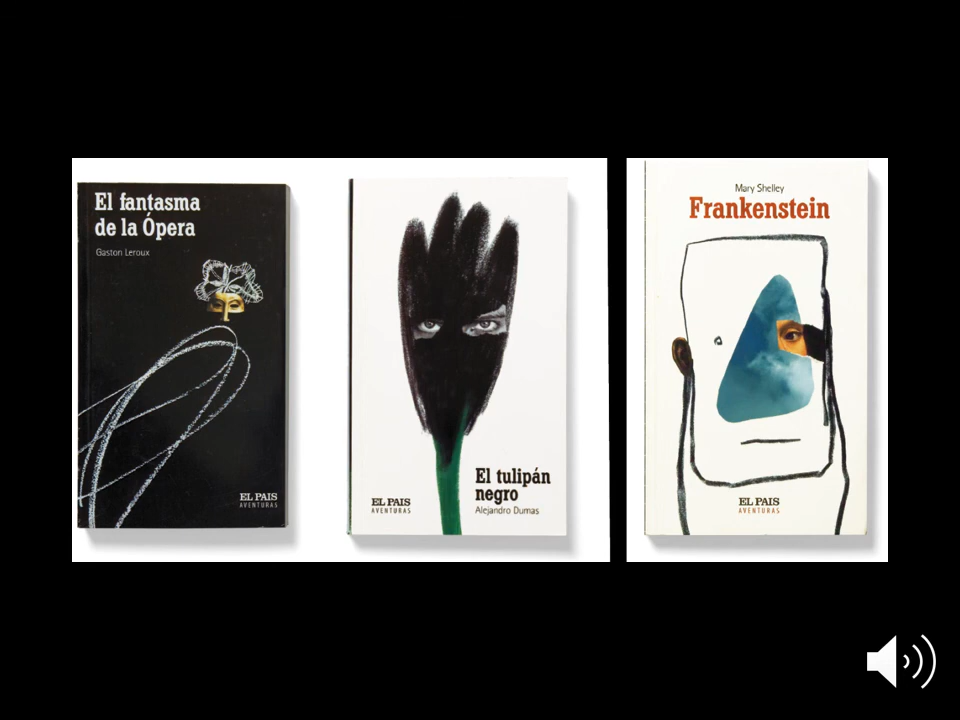 El fantasma
de la Ópera
Gaston Leroux
EL PAIS
AVENTURAS
El tulipán
negro
Alejandro Dumas
EL PAIS
AVENTURAS
Mary Shelley
Frankenstein
EL PAIS
AVENTURAS